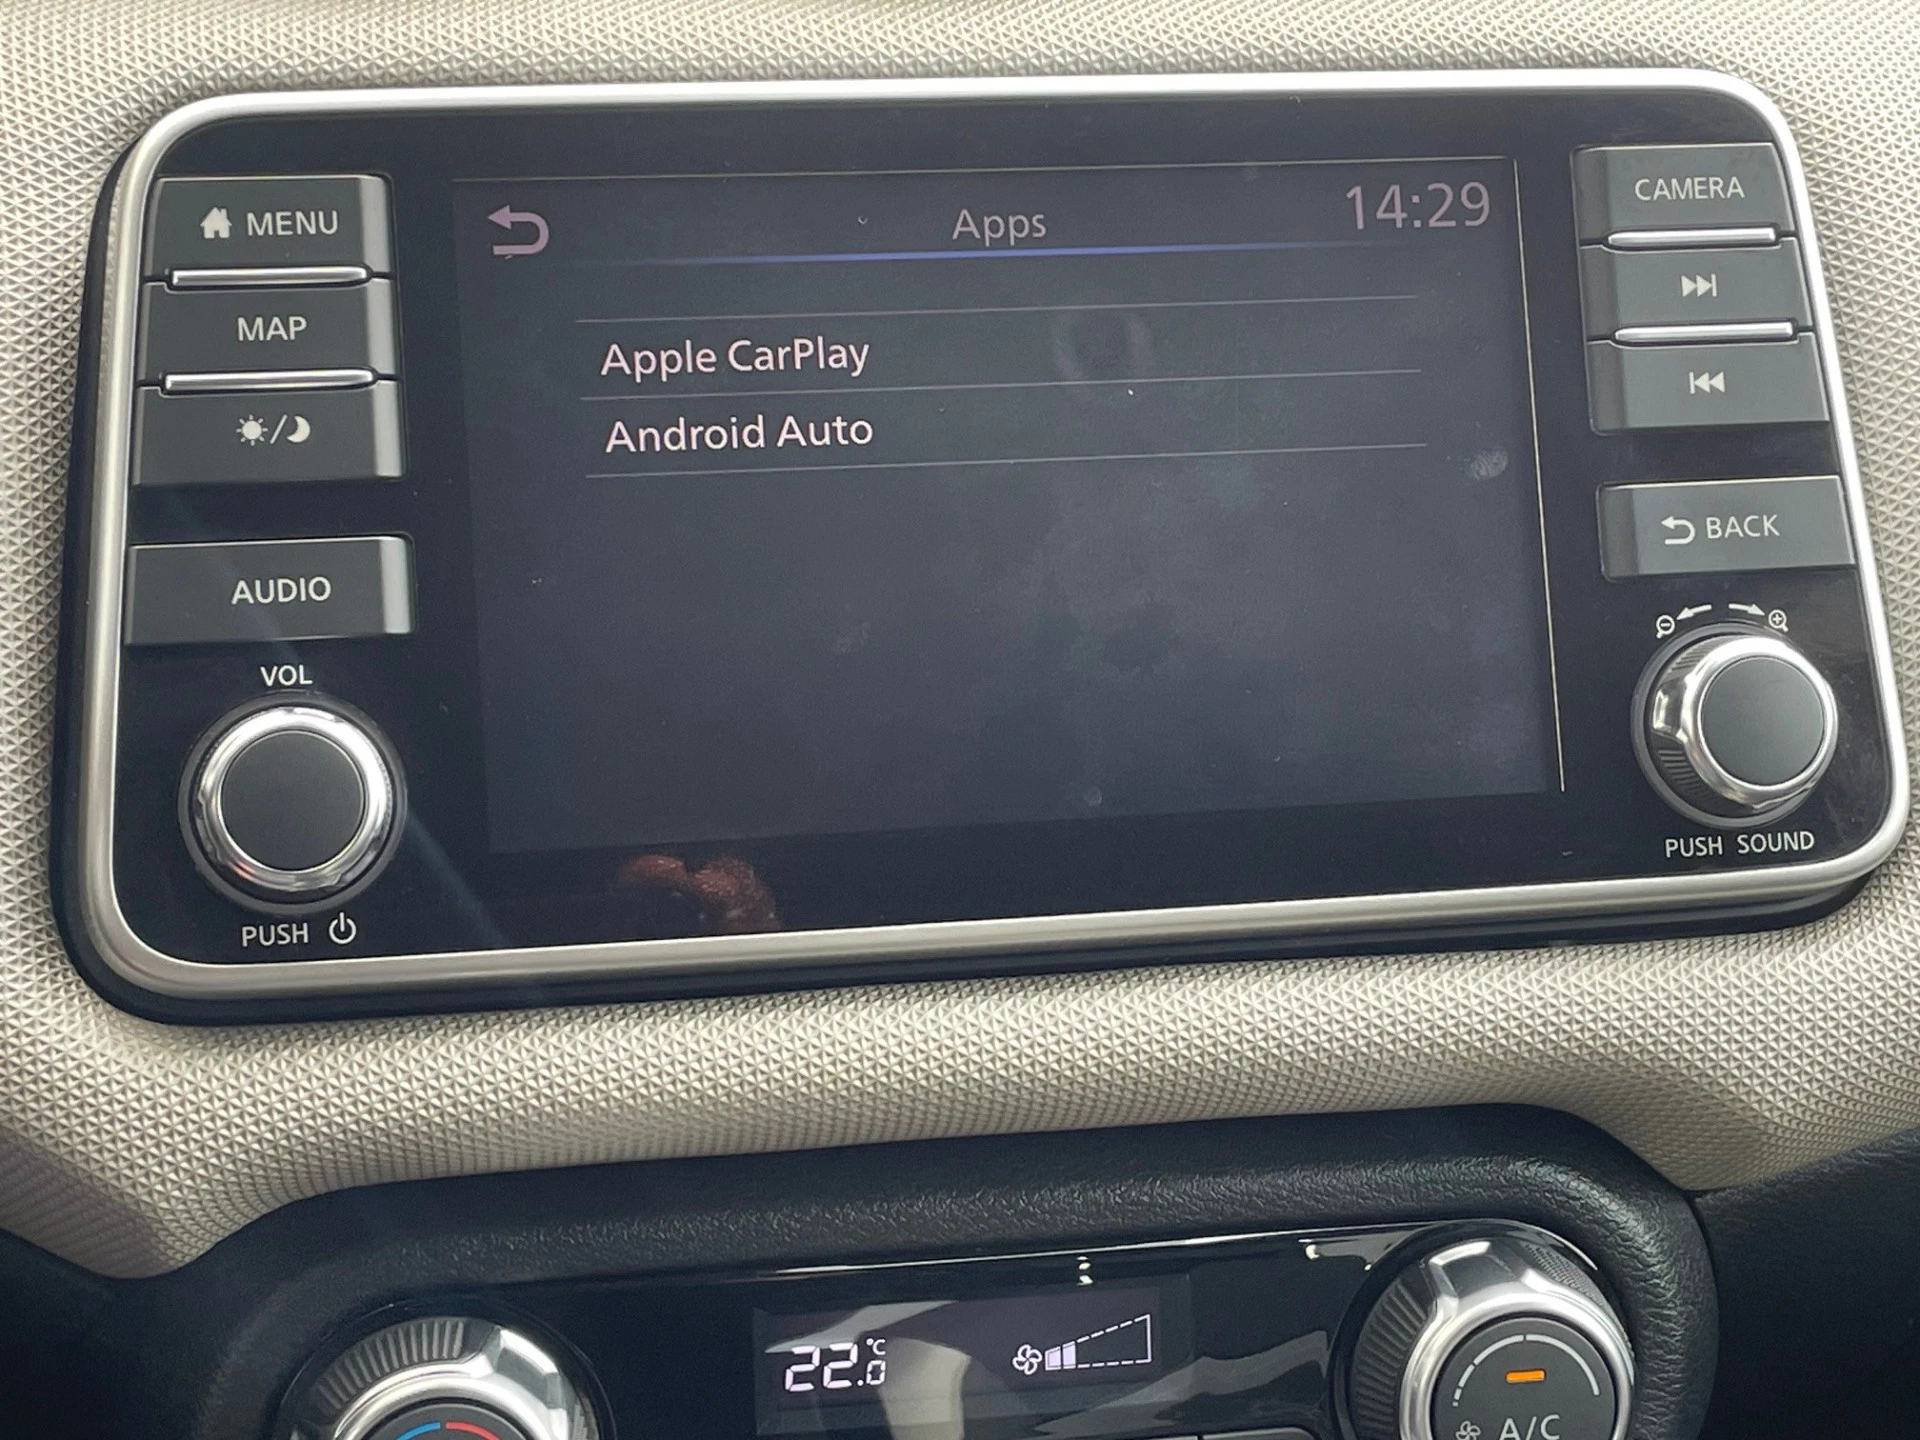 MENU
MAP
AUDIO
VOL
PUSH
Apps
14:29
Apple CarPlay
Android Auto
CAMERA
BACK
PUSH SOUND
22.0°C
A/C